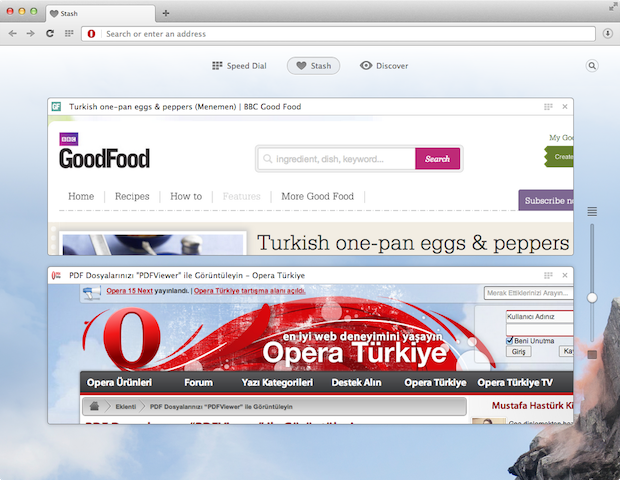 Stash
Search or enter an address
Speed Dial
Stash
Discover
GF
Turkish one-pan eggs & peppers (Menemen) | BBC Good Food
BBC
GoodFood
ingredient, dish, keyword...
Search
My Goo
Create
Home
Recipes
How to
Features
More Good Food
Subscribe n
Turkish one-pan eggs & peppers
PDF Dosyalarınızı "PDFViewer" ile Görüntüleyin – Opera Türkiye
Opera 15 Next yayınlandı. | Opera Türkiye tartışma alanı açıldı.
Merak Ettiklerinizi Arayın...
Kullanıcı Adınız
en iyi web deneyimini yaşayın
Opera Türkiye
Beni Unutma
Giriş
Ka
Opera Ürünleri
Forum
Yazı Kategorileri
Destek Alın
Opera Türkiye
Opera Türkiye TV
Eklenti
PDF Dosyalarınızı "PDFViewer" ile Görüntüleyin
Mustafa Hastürk Ki